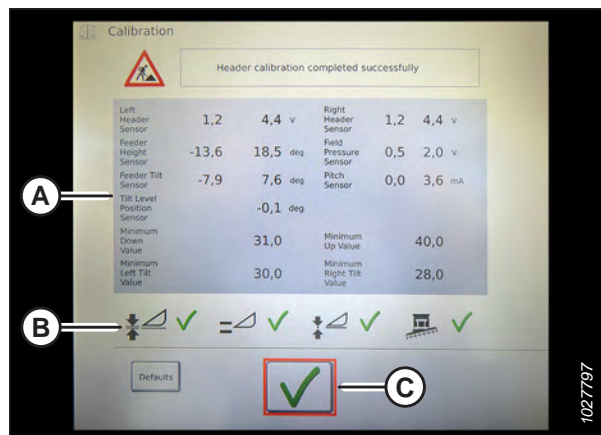 Calibration
Header calibration completed successfully
Left Header Sensor 1,2 4,4 v Right Header Sensor 1,2 4,4 v
Feeder Height Sensor -13,6 18,5 deg Field Pressure Sensor 0,5 2,0 v
Feeder Tilt Sensor -7,9 7,6 deg Pitch Sensor 0,0 3,6 mA
A
Tilt Level Position Sensor -0,1 deg
Minimum Down Value 31,0 Minimum Up Value 40,0
Minimum Left Tilt Value 30,0 Minimum Right Tilt Value 28,0
B
Defaults
C
1027797